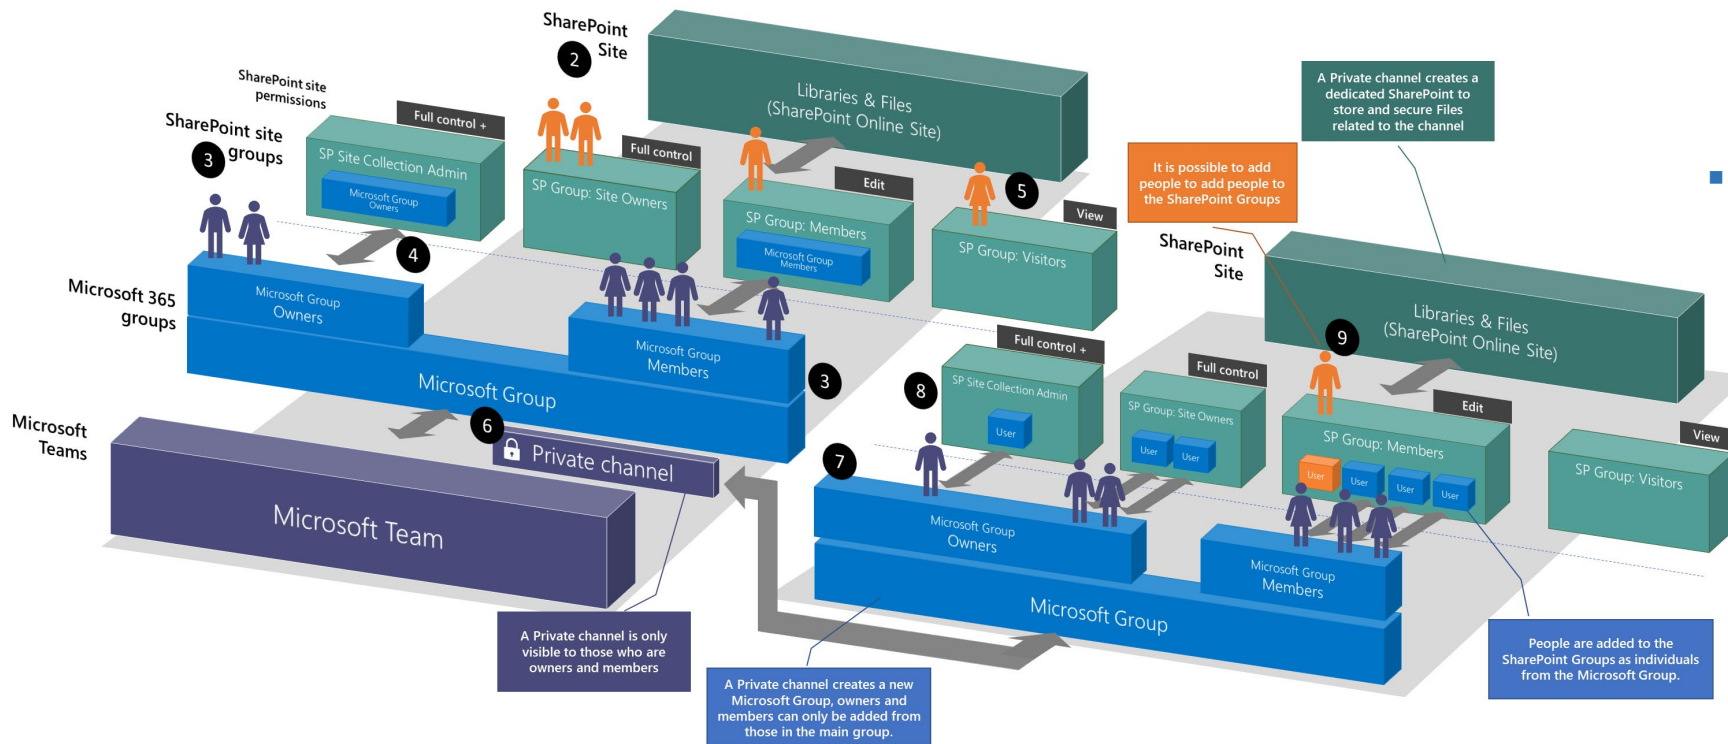 SharePoint
Site
2
SharePoint site
permissions
SharePoint site
groups
3
Full control +
SP Site Collection Admin
Microsoft Group
Owners
Full control
SP Group: Site Owners
Libraries & Files
(SharePoint Online Site)
Edit
SP Group: Members
Microsoft Group
Members
5
View
SP Group: Visitors
4
Microsoft 365
groups
Microsoft Group
Owners
Microsoft Group
Members
Microsoft Group
3
Microsoft
Teams
6
Private channel
Microsoft Team
A Private channel is only
visible to those who are
owners and members
A Private channel creates a
dedicated SharePoint to
store and secure Files
related to the channel
It is possible to add
people to add people to
the SharePoint Groups
SharePoint
Site
Libraries & Files
(SharePoint Online Site)
9
8
Full control +
SP Site Collection Admin
User
Full control
SP Group: Site Owners
User
User
Edit
SP Group: Members
User
User
User
User
View
SP Group: Visitors
7
Microsoft Group
Owners
Microsoft Group
Members
Microsoft Group
A Private channel creates a new
Microsoft Group, owners and
members can only be added from
those in the main group.
People are added to the
SharePoint Groups as individuals
from the Microsoft Group.